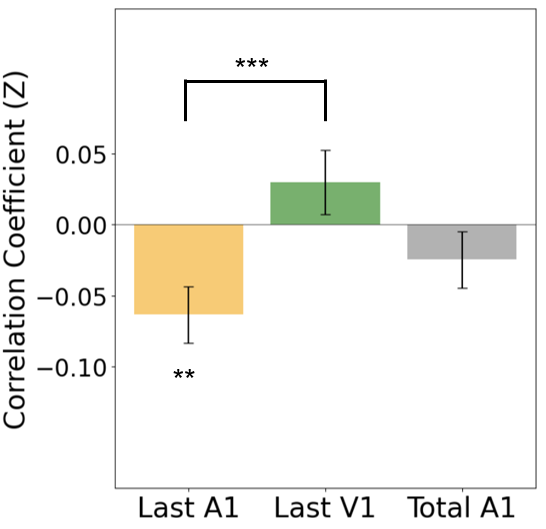 Correlation Coefficient (Z)
***
0.05
0.00
−0.05
−0.10
**
Last A1
Last V1
Total A1